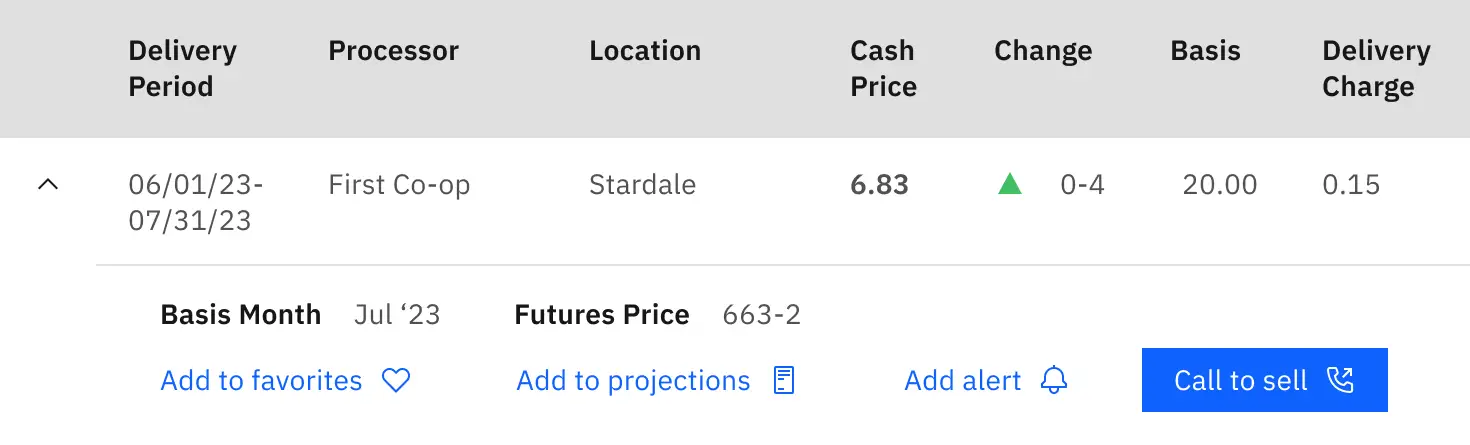 Delivery Period Processor Location Cash Price Change Basis Delivery Charge
06/01/23-07/31/23 First Co-op Stardale 6.83 0-4 20.00 0.15
Basis Month Jul ‘23 Futures Price 663-2
Add to favorites Add to projections Add alert Call to sell